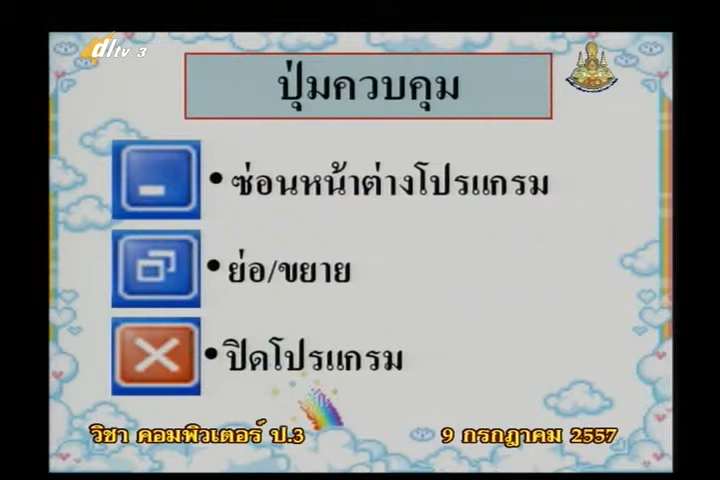 dltv 3
ปุ่มควบคุม
• ซ่อนหน้าต่างโปรแกรม
• ย่อ/ขยาย
• ปิดโปรแกรม
วิชา คอมพิวเตอร์ ป.3
9 กรกฎาคม 2557